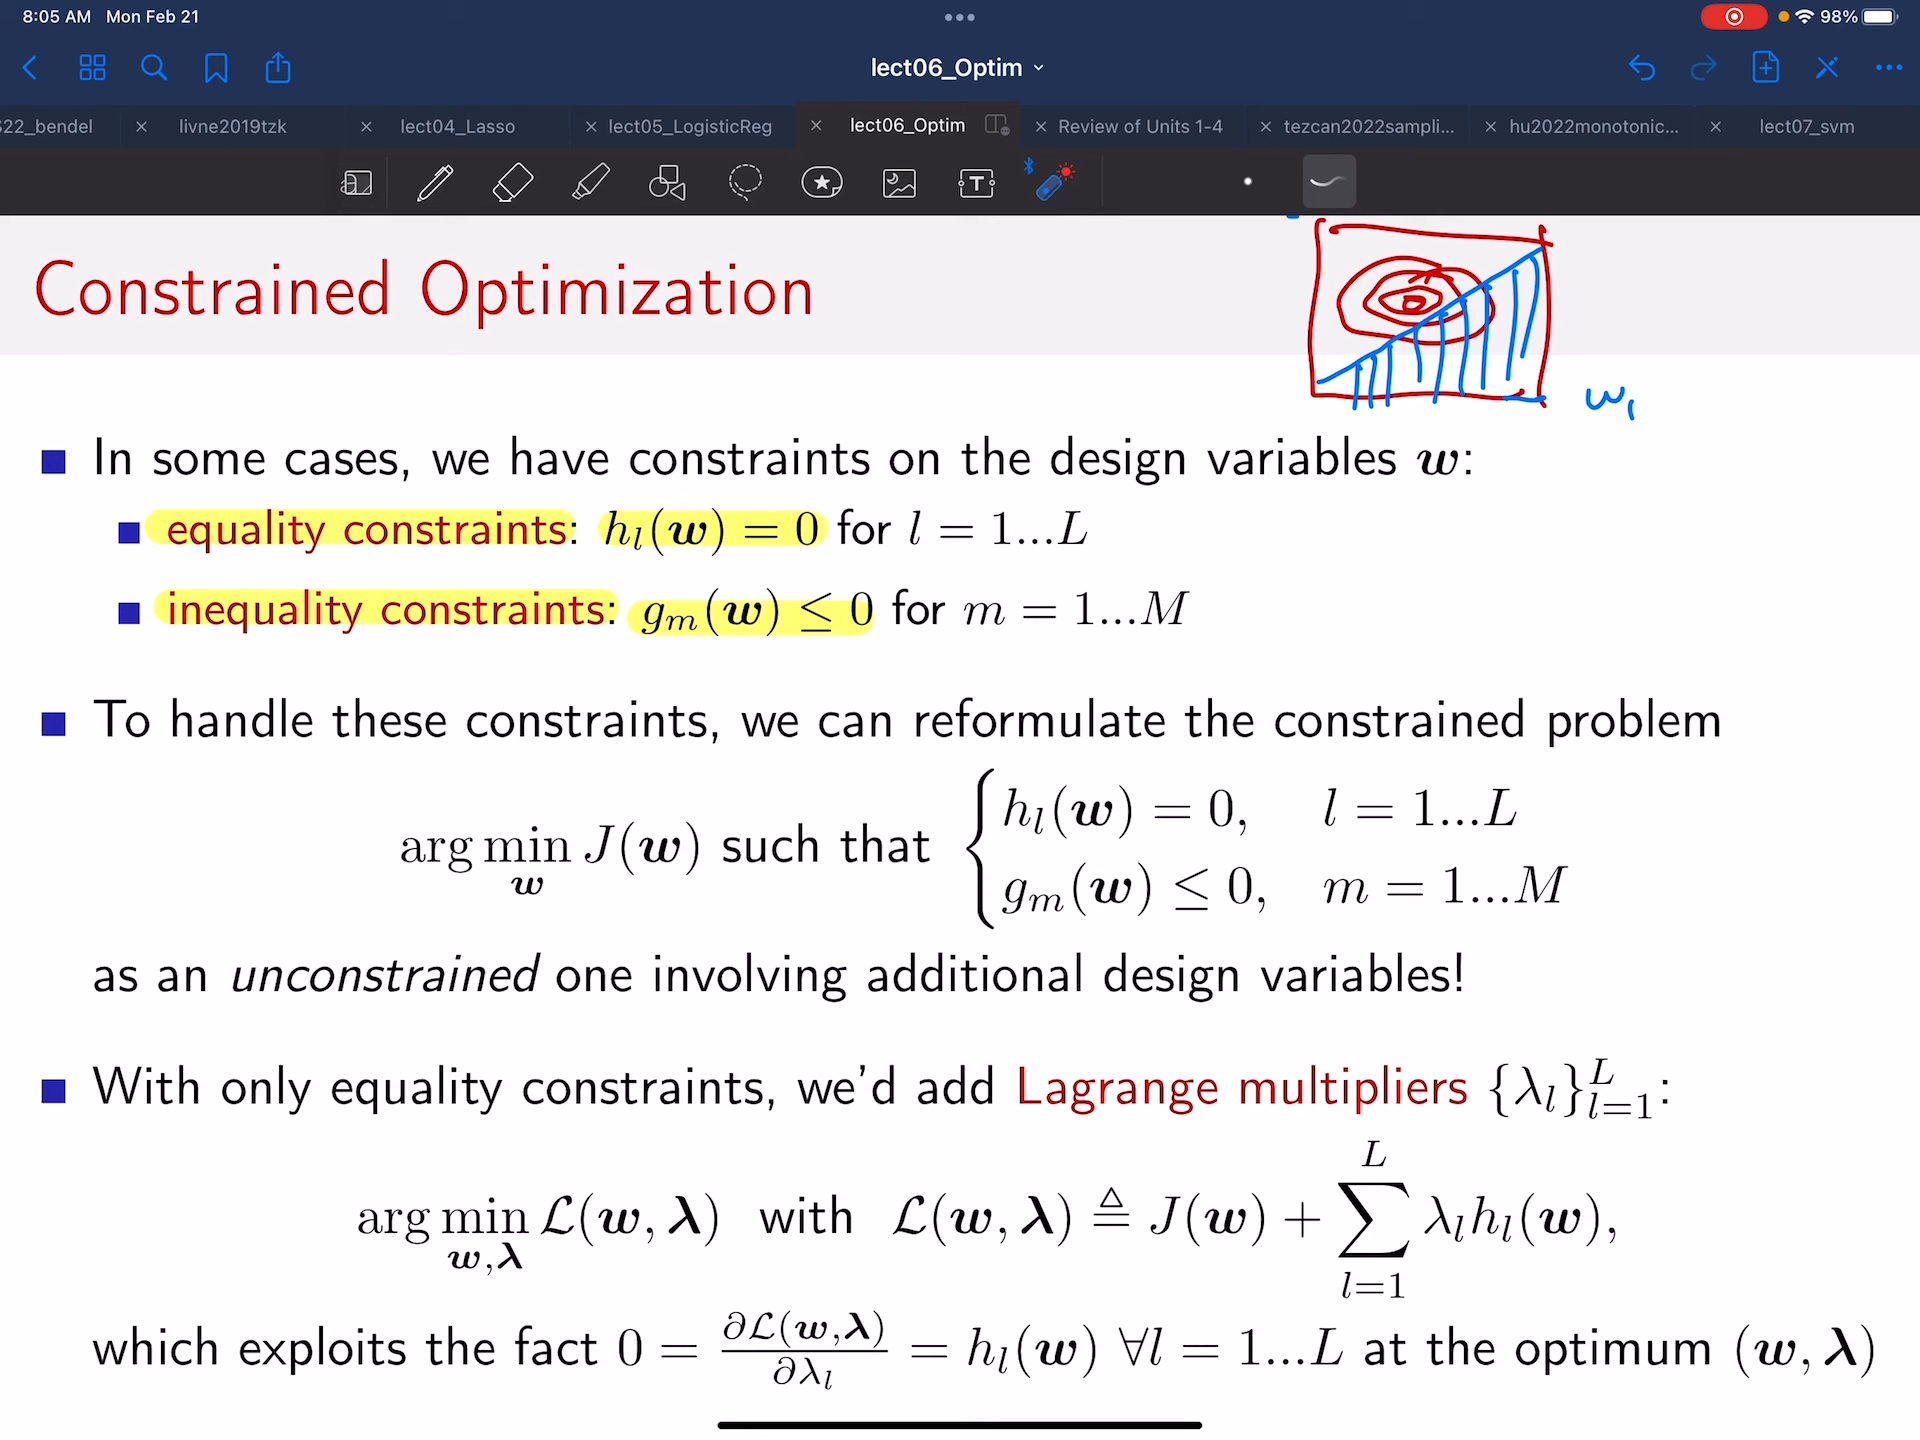 8:05 AM Mon Feb 21
98%
lect06_Optim
S22_bendel
livne2019tzk
lect04_Lasso
lect05_LogisticReg
lect06_Optim
Review of Units 1-4
tezcan2022sampli...
hu2022monotonic...
lect07_svm
Constrained Optimization
w₁
In some cases, we have constraints on the design variables w:
equality constraints: hₗ(w) = 0 for l = 1...L
inequality constraints: gₘ(w) ≤ 0 for m = 1...M
To handle these constraints, we can reformulate the constrained problem
arg min_w J(w) such that { hₗ(w) = 0, l = 1...L
gₘ(w) ≤ 0, m = 1...M
as an unconstrained one involving additional design variables!
With only equality constraints, we'd add Lagrange multipliers {λₗ}_{l=1}^L:
arg min_{w,λ} ℒ(w, λ) with ℒ(w, λ) ≜ J(w) + ∑_{l=1}^L λₗhₗ(w),
which exploits the fact 0 = ∂ℒ(w,λ)/∂λₗ = hₗ(w) ∀l = 1...L at the optimum (w, λ)